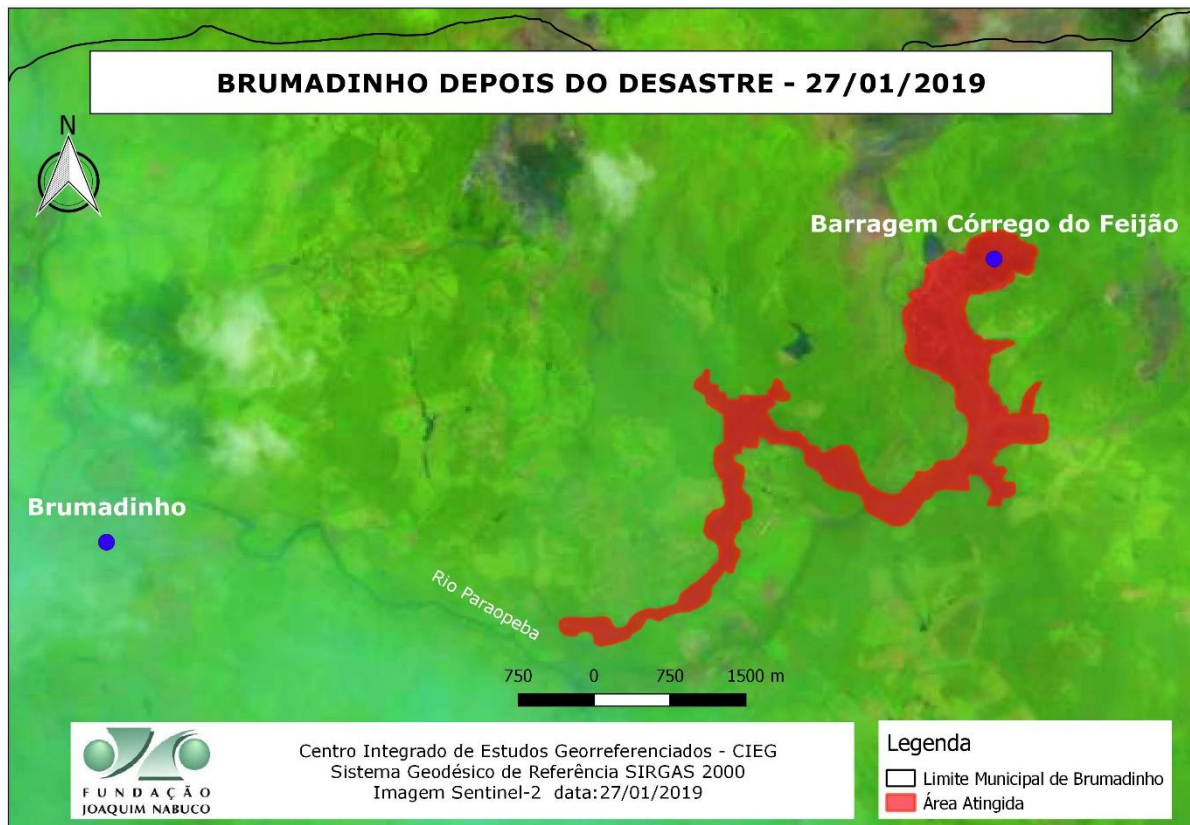 BRUMADINHO DEPOIS DO DESASTRE - 27/01/2019
N
Barragem Córrego do Feijão
Brumadinho
Rio Paraopeba
750 0 750 1500 m
FUNDAÇÃO
JOAQUIM NABUCO
Centro Integrado de Estudos Georreferenciados - CIEG
Sistema Geodésico de Referência SIRGAS 2000
Imagem Sentinel-2 data:27/01/2019
Legenda
Limite Municipal de Brumadinho
Área Atingida